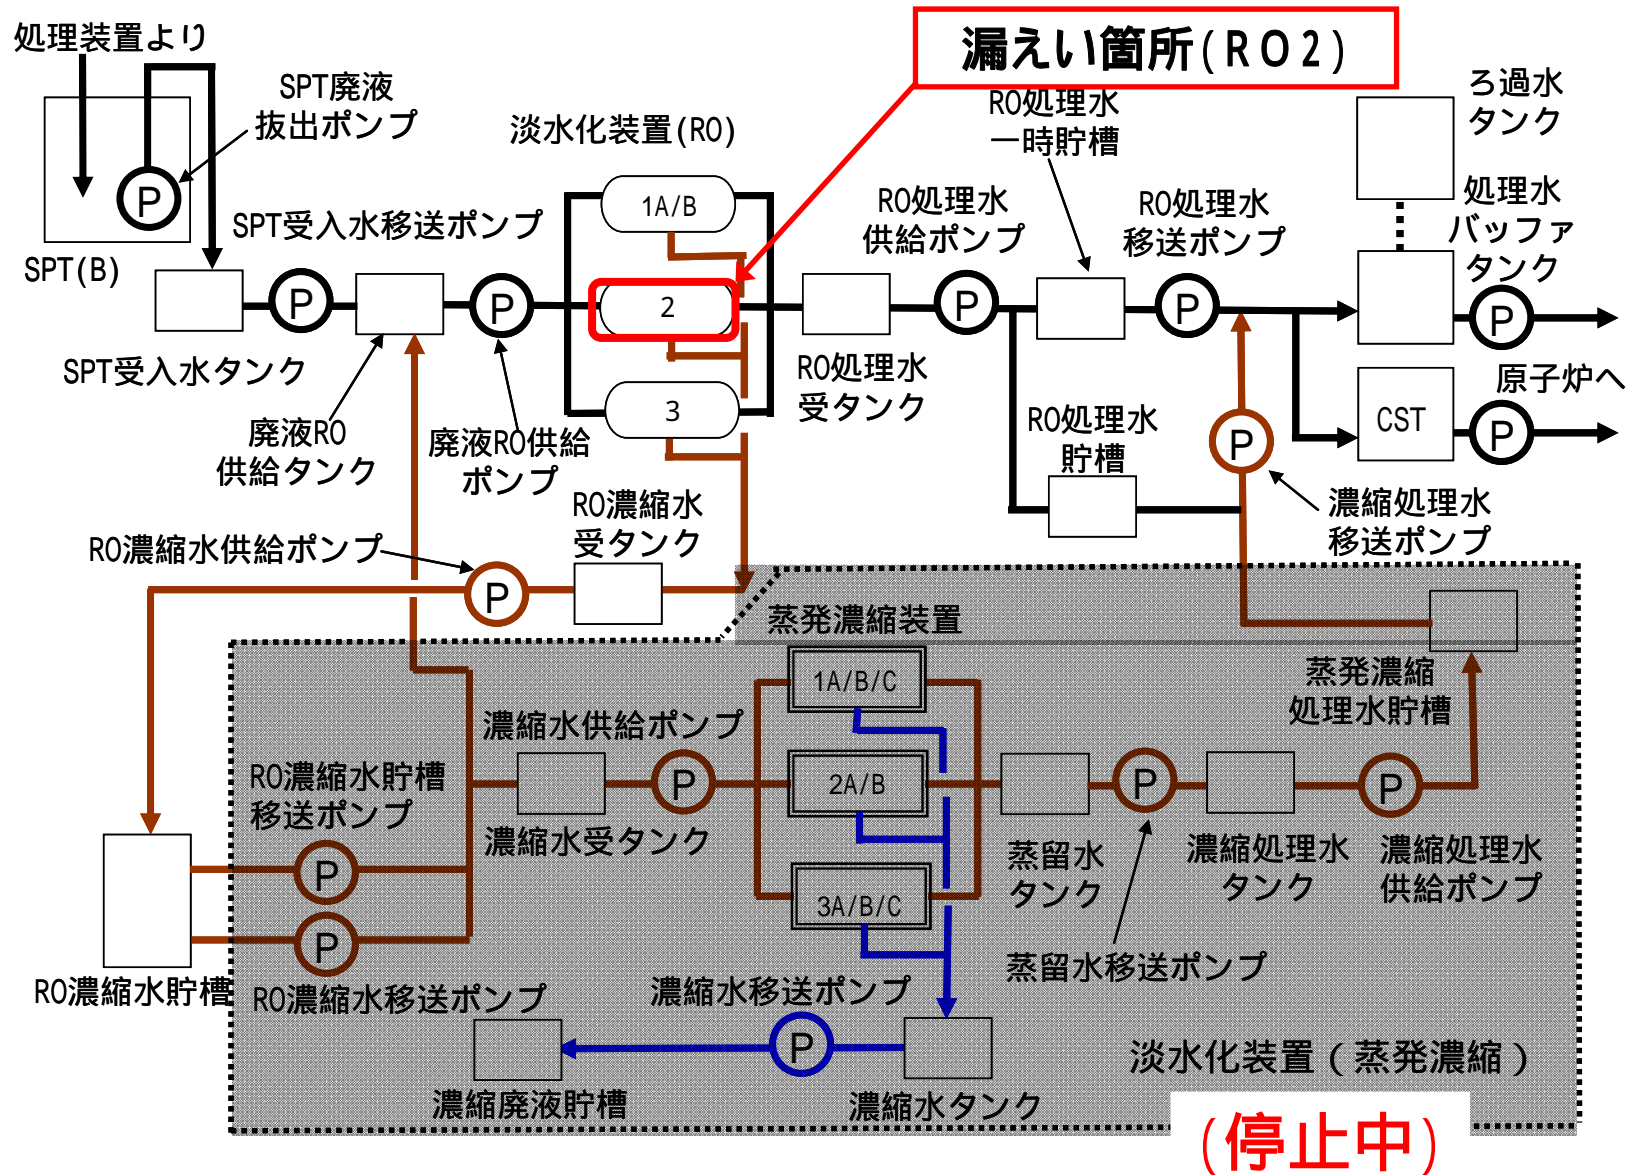 処理装置より
漏えい箇所(RO2)
SPT廃液
抜出ポンプ
P
SPT(B)
淡水化装置(RO)
RO処理水
一時貯槽
ろ過水
タンク
処理水
バッファ
タンク
SPT受入水移送ポンプ
1A/B
RO処理水
供給ポンプ
RO処理水
移送ポンプ
P
P
2
P
P
P
SPT受入水タンク
RO処理水
受タンク
原子炉へ
3
廃液RO
供給タンク
廃液RO供給
ポンプ
RO処理水
貯槽
P
CST
P
RO濃縮水
受タンク
濃縮処理水
移送ポンプ
RO濃縮水供給ポンプ
P
蒸発濃縮装置
蒸発濃縮
処理水貯槽
1A/B/C
濃縮水供給ポンプ
RO濃縮水貯槽
移送ポンプ
P
2A/B
P
P
濃縮水受タンク
蒸留水
タンク
濃縮処理水
タンク
濃縮処理水
供給ポンプ
P
3A/B/C
P
RO濃縮水貯槽
RO濃縮水移送ポンプ
濃縮水移送ポンプ
蒸留水移送ポンプ
P
淡水化装置(蒸発濃縮)
濃縮廃液貯槽
濃縮水タンク
(停止中)